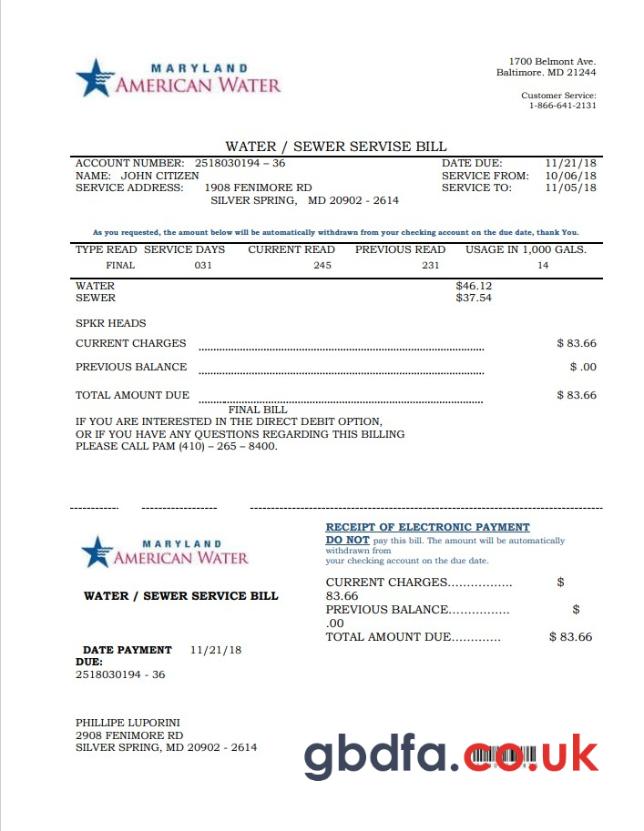 MARYLAND
AMERICAN WATER
1700 Belmont Ave.
Baltimore. MD 21244
Customer Service:
1-866-641-2131
WATER / SEWER SERVISE BILL
ACCOUNT NUMBER: 2518030194 – 36 DATE DUE: 11/21/18
NAME: JOHN CITIZEN SERVICE FROM: 10/06/18
SERVICE ADDRESS: 1908 FENIMORE RD SERVICE TO: 11/05/18
SILVER SPRING, MD 20902 - 2614
As you requested, the amount below will be automatically withdrawn from your checking account on the due date, thank You.
TYPE READ SERVICE DAYS CURRENT READ PREVIOUS READ USAGE IN 1,000 GALS.
FINAL 031 245 231 14
WATER $46.12
SEWER $37.54
SPKR HEADS
CURRENT CHARGES $ 83.66
PREVIOUS BALANCE $ .00
TOTAL AMOUNT DUE $ 83.66
FINAL BILL
IF YOU ARE INTERESTED IN THE DIRECT DEBIT OPTION,
OR IF YOU HAVE ANY QUESTIONS REGARDING THIS BILLING
PLEASE CALL PAM (410) – 265 – 8400.
MARYLAND
AMERICAN WATER
WATER / SEWER SERVICE BILL
DATE PAYMENT 11/21/18
DUE:
2518030194 - 36
RECEIPT OF ELECTRONIC PAYMENT
DO NOT pay this bill. The amount will be automatically
withdrawn from
your checking account on the due date.
CURRENT CHARGES................. $
83.66
PREVIOUS BALANCE................ $
.00
TOTAL AMOUNT DUE............. $ 83.66
PHILLIPE LUPORINI
2908 FENIMORE RD
SILVER SPRING, MD 20902 - 2614
gbdfa.co.uk